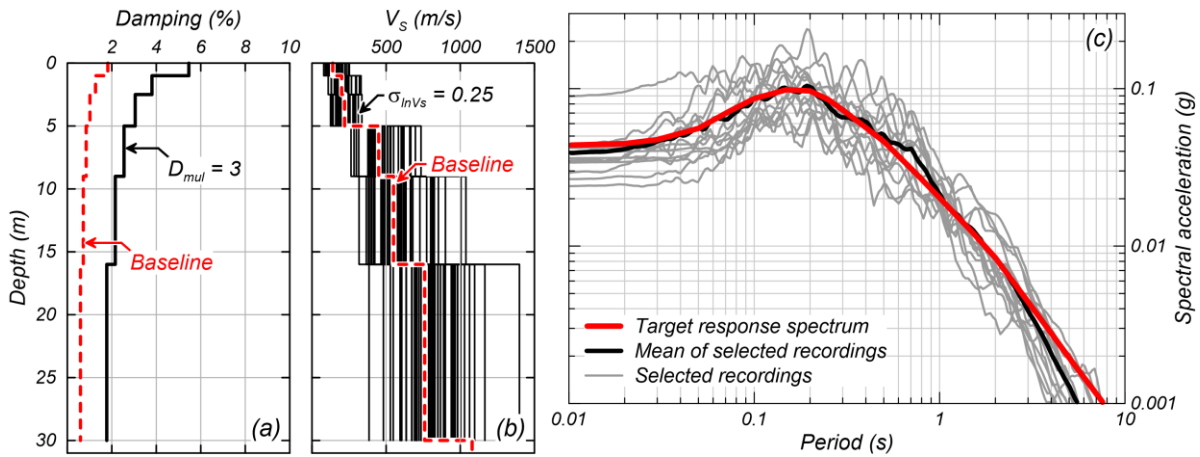 Damping (%)
2 4 6 8 10
Depth (m)
0
5
10
15
20
25
30
D_mul = 3
Baseline
(a)
V_S (m/s)
500 1000 1500
σ_lnVs = 0.25
Baseline
(b)
(c)
Target response spectrum
Mean of selected recordings
Selected recordings
0.1
0.01
0.001
Spectral acceleration (g)
0.01 0.1 1 10
Period (s)